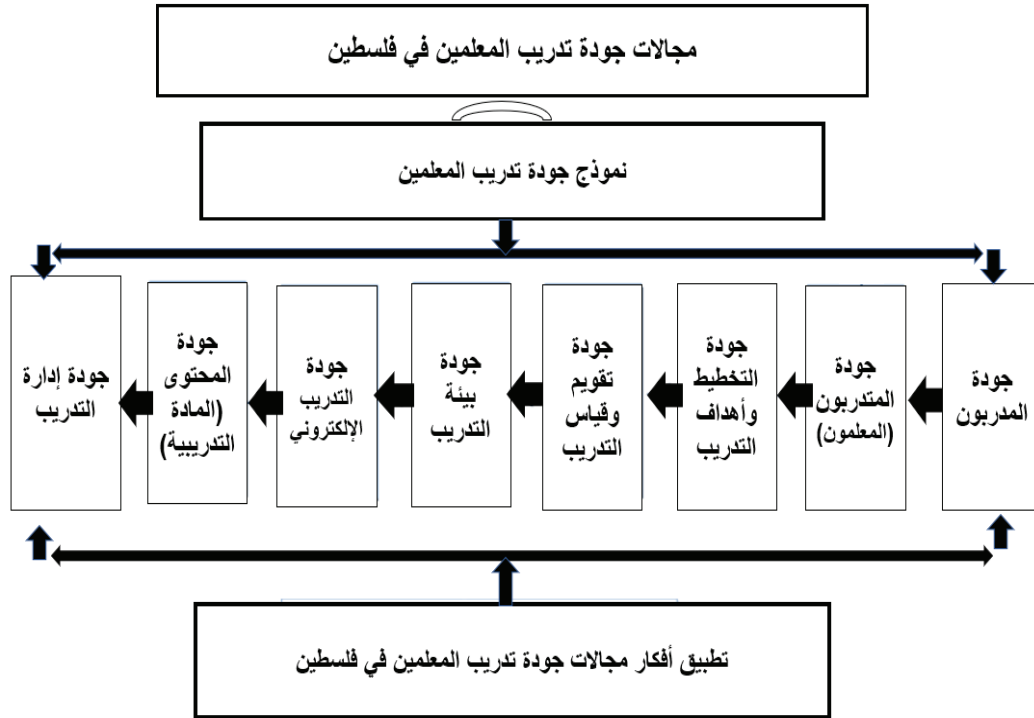 مجالات جودة تدريب المعلمين في فلسطين
نموذج جودة تدريب المعلمين
جودة
المدربون
جودة
المتدربون
(المعلمون)
جودة
التخطيط
وأهداف
التدريب
جودة
تقويم
وقياس
التدريب
جودة
بيئة
التدريب
جودة
التدريب
الإلكتروني
جودة
المحتوى
(المادة
التدريبية)
جودة إدارة
التدريب
تطبيق أفكار مجالات جودة تدريب المعلمين في فلسطين